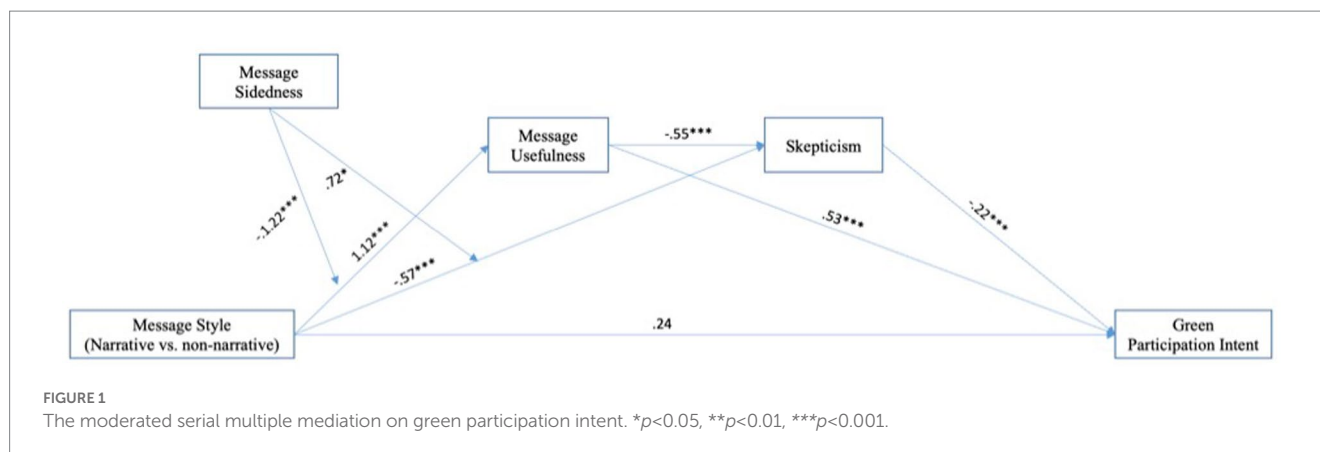 Message
Sidedness
Message
Usefulness
-.55***
Skepticism
.72*
-.1.22***
1.12***
-.57***
.53***
-.22***
Message Style
(Narrative vs. non-narrative)
.24
Green
Participation Intent
FIGURE 1
The moderated serial multiple mediation on green participation intent. *p<0.05, **p<0.01, ***p<0.001.